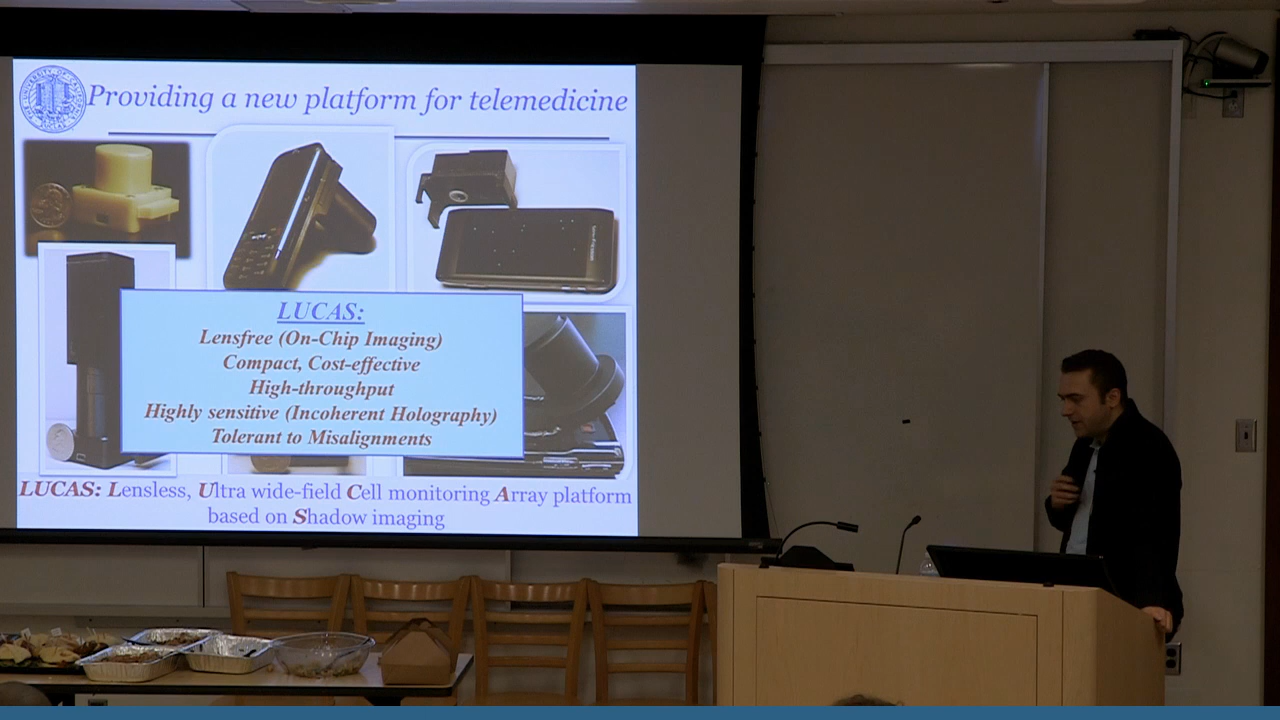 Providing a new platform for telemedicine
LUCAS:
Lensfree (On-Chip Imaging)
Compact, Cost-effective
High-throughput
Highly sensitive (Incoherent Holography)
Tolerant to Misalignments
LUCAS: Lensless, Ultra wide-field Cell monitoring Array platform
based on Shadow imaging